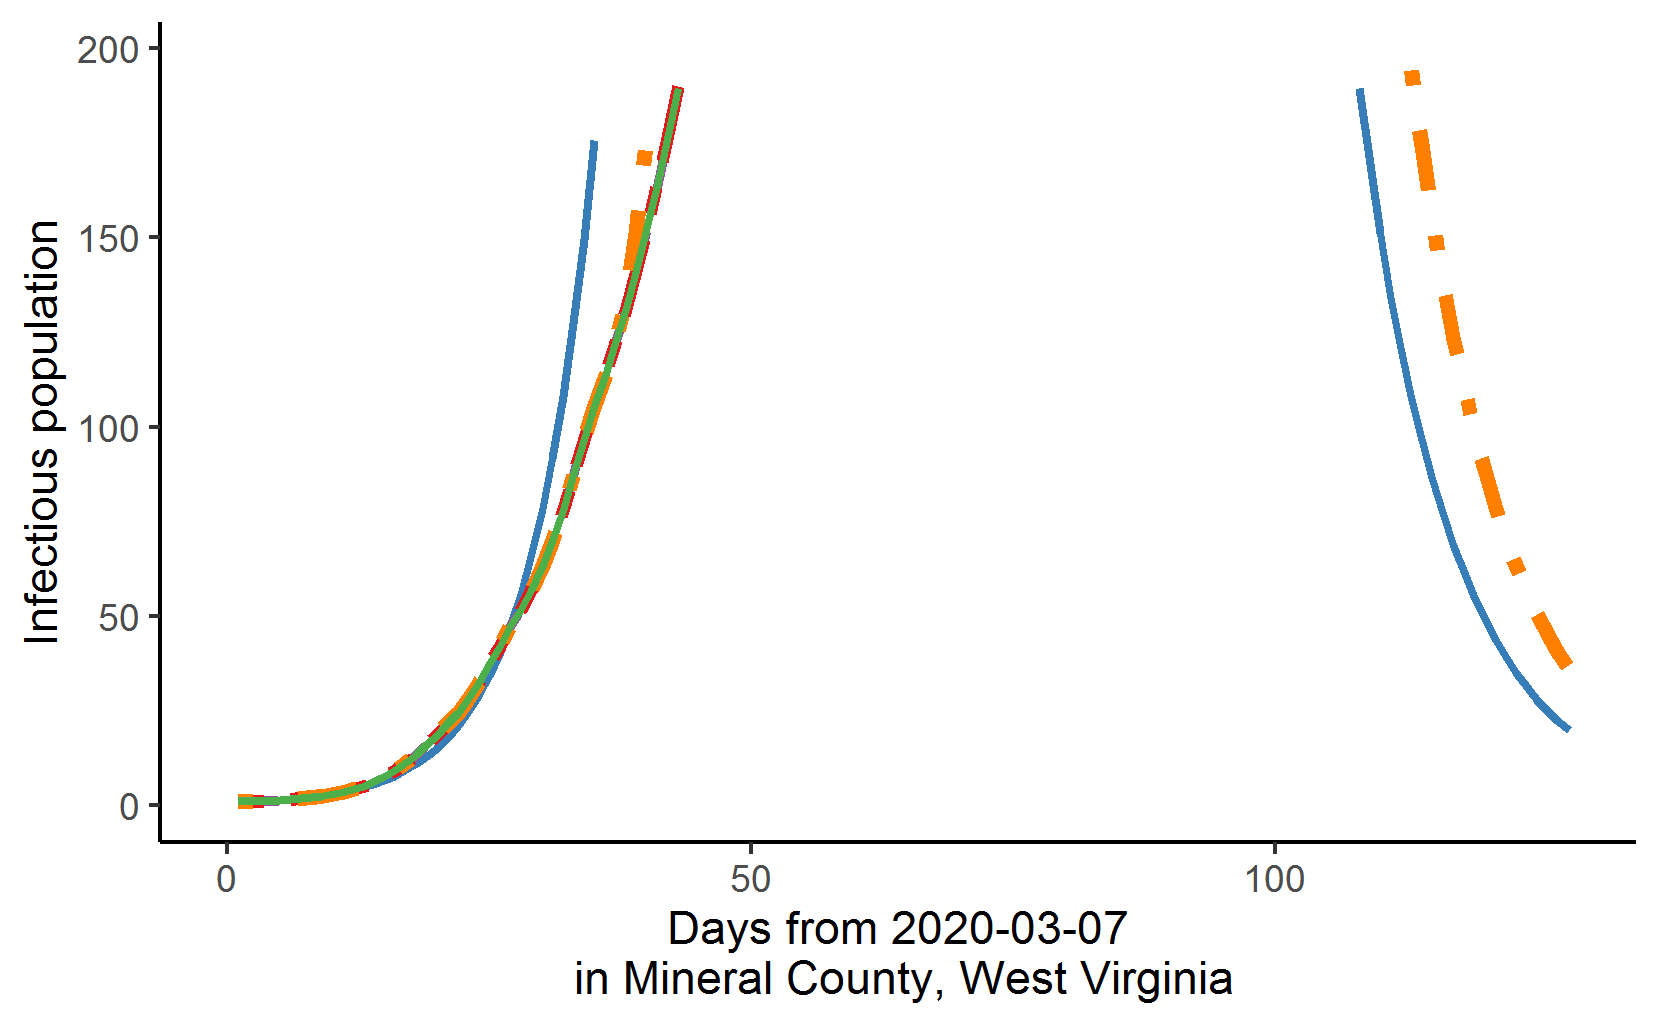 200
150
100
50
0
Infectious population
0 50 100
Days from 2020-03-07
in Mineral County, West Virginia